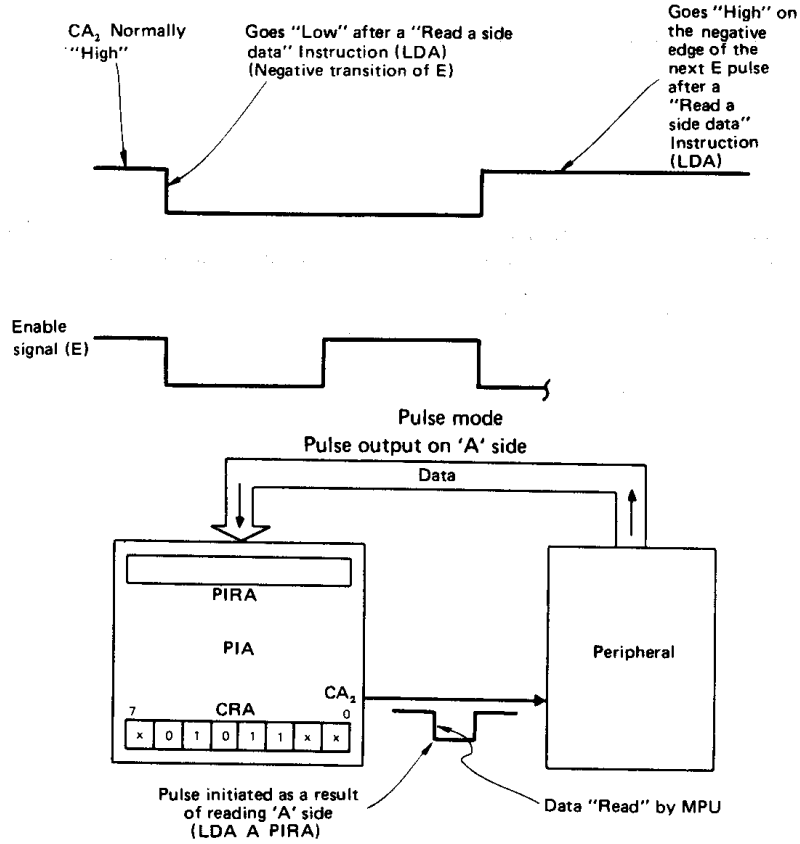 CA2 Normally
"High"
Goes "Low" after a "Read a side
data" Instruction (LDA)
(Negative transition of E)
Goes "High" on
the negative
edge of the
next E pulse
after a
"Read a
side data"
Instruction
(LDA)
Enable
signal (E)
Pulse mode
Pulse output on 'A' side
Data
PIRA
PIA
Peripheral
CA2
7
CRA
0
x 0 1 0 1 1 x x
Pulse initiated as a result
of reading 'A' side
(LDA A PIRA)
Data "Read" by MPU